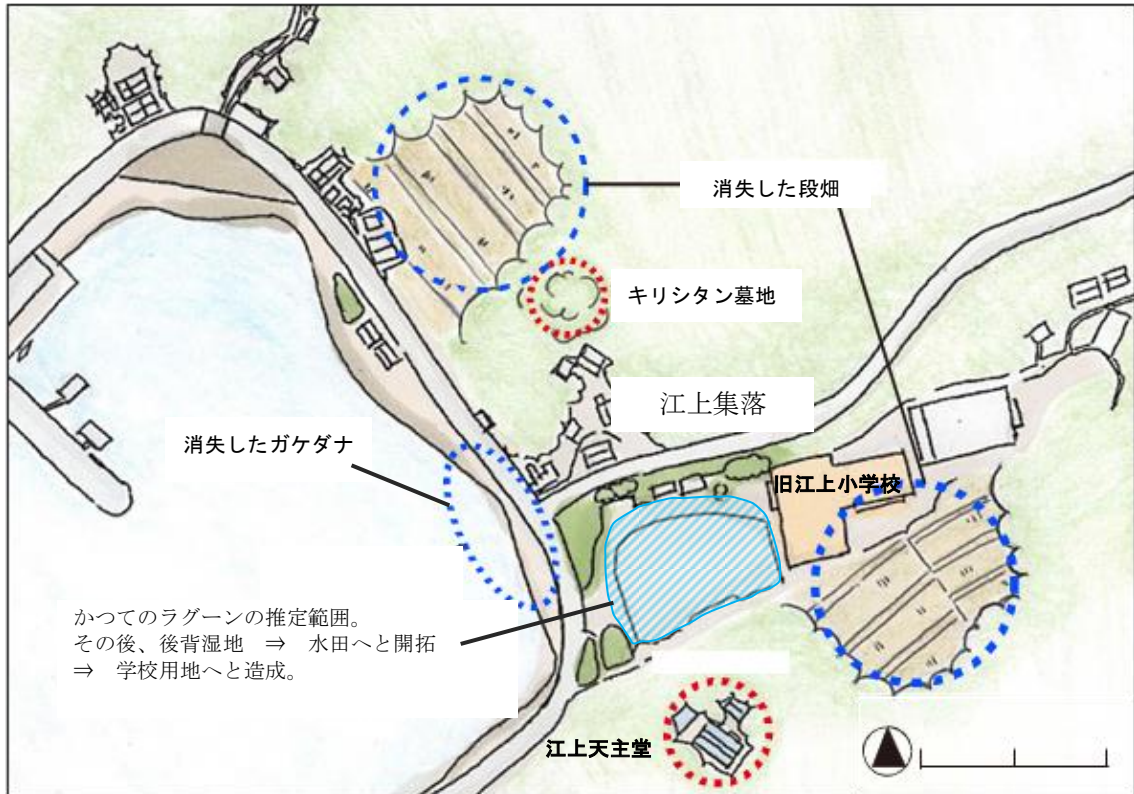 消失した段畑
キリシタン墓地
江上集落
消失したガケダナ
旧江上小学校
かつてのラグーンの推定範囲。
その後、後背湿地　⇒　水田へと開拓
⇒　学校用地へと造成。
江上天主堂